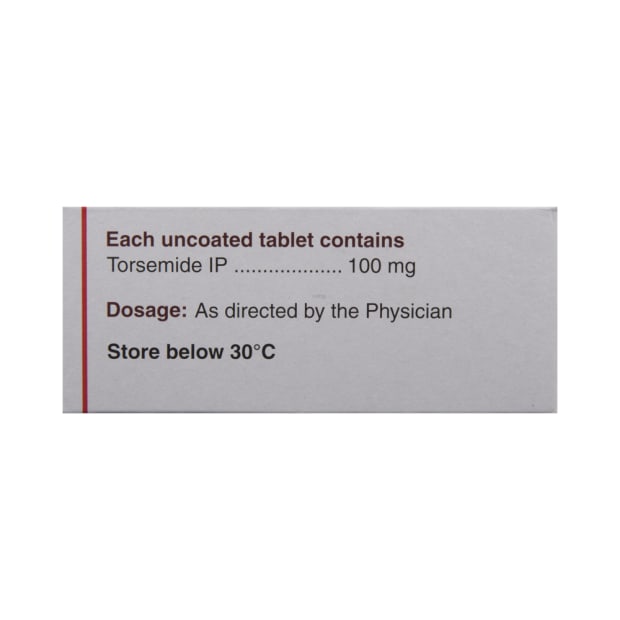 Each uncoated tablet contains
Torsemide IP ................... 100 mg
Dosage: As directed by the Physician
Store below 30°C